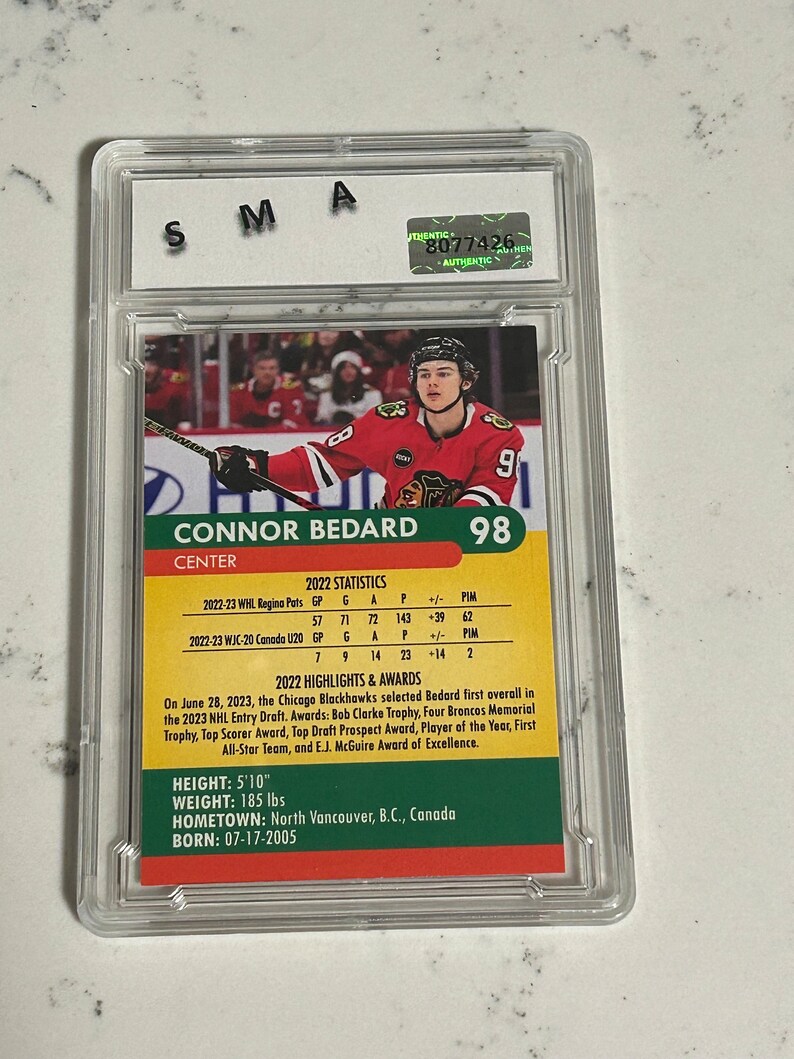 S M A
AUTHENTIC
8077426
AUTHEN
AUTHENTIC
98
98
ROCKY
CCM
CONNOR BEDARD 98
CENTER
2022 STATISTICS
2022-23 WHL Regina Pats GP G A P +/- PIM
57 71 72 143 +39 62
2022-23 WJC-20 Canada U20 GP G A P +/- PIM
7 9 14 23 +14 2
2022 HIGHLIGHTS & AWARDS
On June 28, 2023, the Chicago Blackhawks selected Bedard first overall in
the 2023 NHL Entry Draft. Awards: Bob Clarke Trophy, Four Broncos Memorial
Trophy, Top Scorer Award, Top Draft Prospect Award, Player of the Year, First
All-Star Team, and E.J. McGuire Award of Excellence.
HEIGHT: 5'10"
WEIGHT: 185 lbs
HOMETOWN: North Vancouver, B.C., Canada
BORN: 07-17-2005